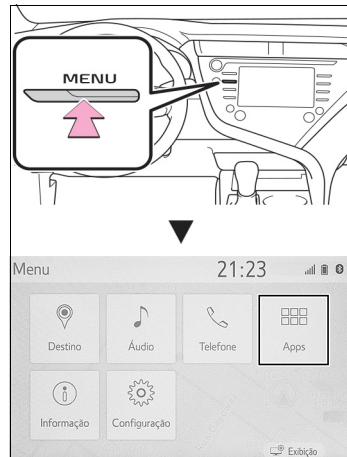 MENU
Menu 21:23
Destino Áudio Telefone Apps
Informação Configuração
Exibição